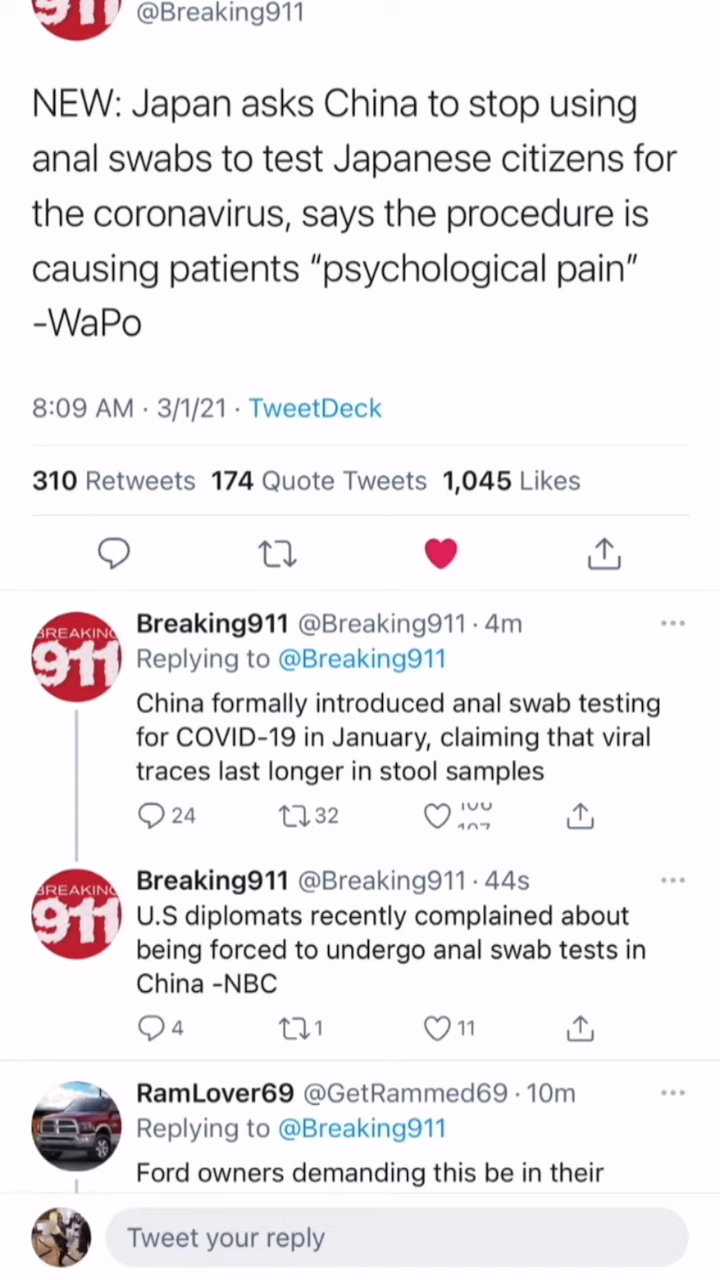 @Breaking911
NEW: Japan asks China to stop using
anal swabs to test Japanese citizens for
the coronavirus, says the procedure is
causing patients “psychological pain”
-WaPo
8:09 AM · 3/1/21 · TweetDeck
310 Retweets 174 Quote Tweets 1,045 Likes
BREAKING
911
Breaking911 @Breaking911 · 4m
Replying to @Breaking911
China formally introduced anal swab testing
for COVID-19 in January, claiming that viral
traces last longer in stool samples
24 32
BREAKING
911
Breaking911 @Breaking911 · 44s
U.S diplomats recently complained about
being forced to undergo anal swab tests in
China -NBC
4 1 11
RamLover69 @GetRammed69 · 10m
Replying to @Breaking911
Ford owners demanding this be in their
Tweet your reply